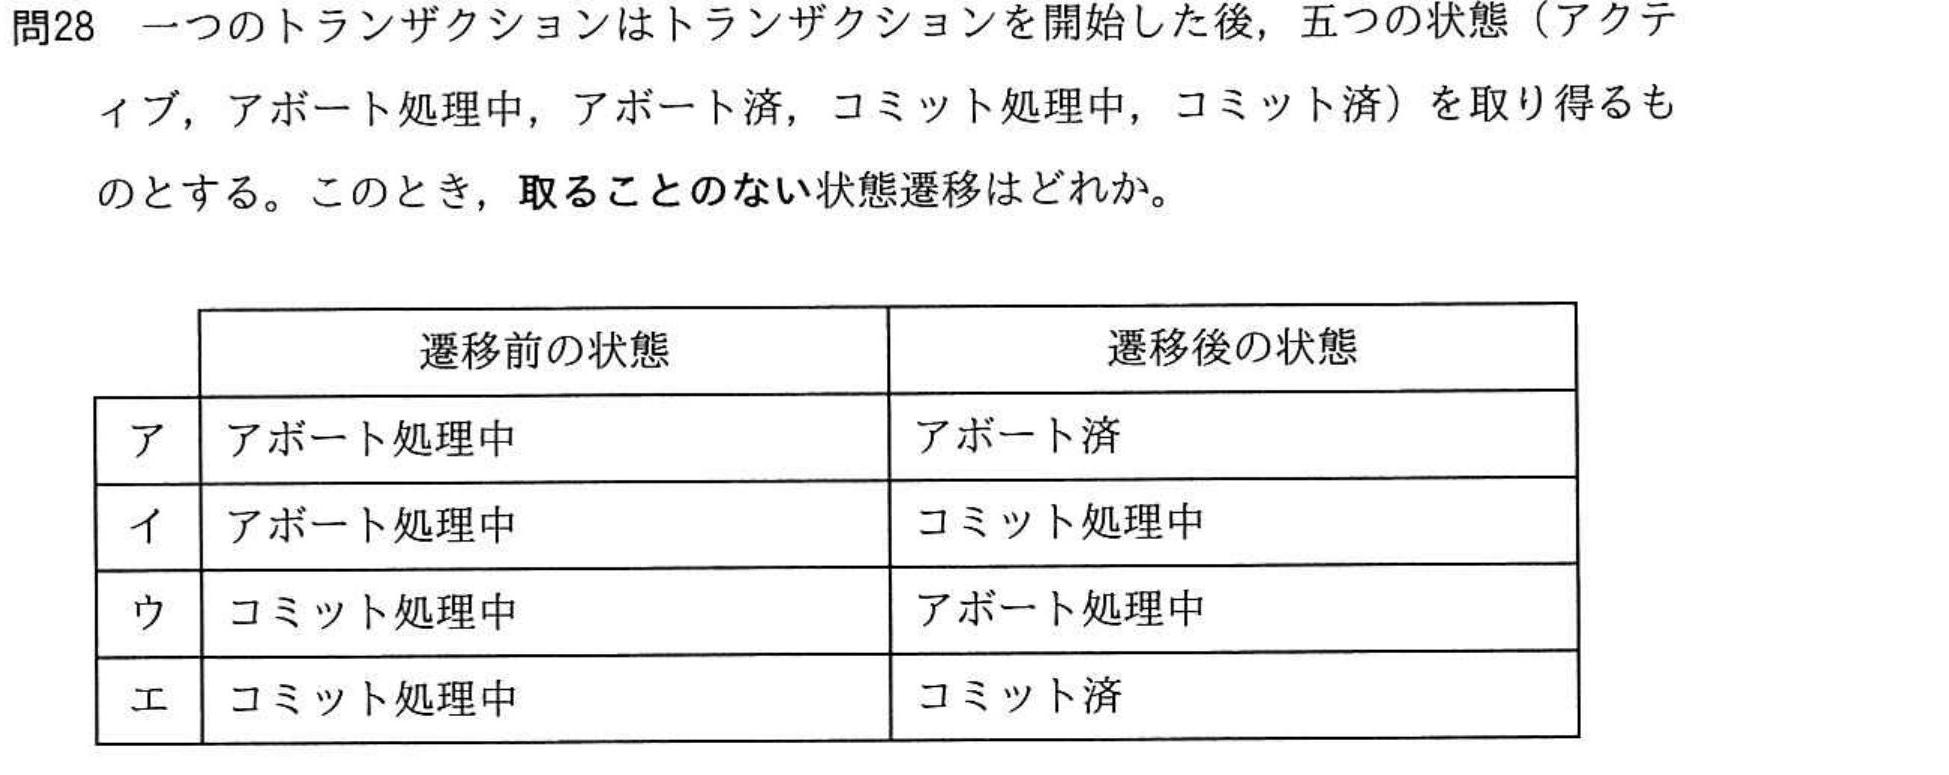 問28 一つのトランザクションはトランザクションを開始した後，五つの状態（アクテ
ィブ，アボート処理中，アボート済，コミット処理中，コミット済）を取り得るも
のとする。このとき，取ることのない状態遷移はどれか。
遷移前の状態 遷移後の状態
ア アボート処理中 アボート済
イ アボート処理中 コミット処理中
ウ コミット処理中 アボート処理中
エ コミット処理中 コミット済